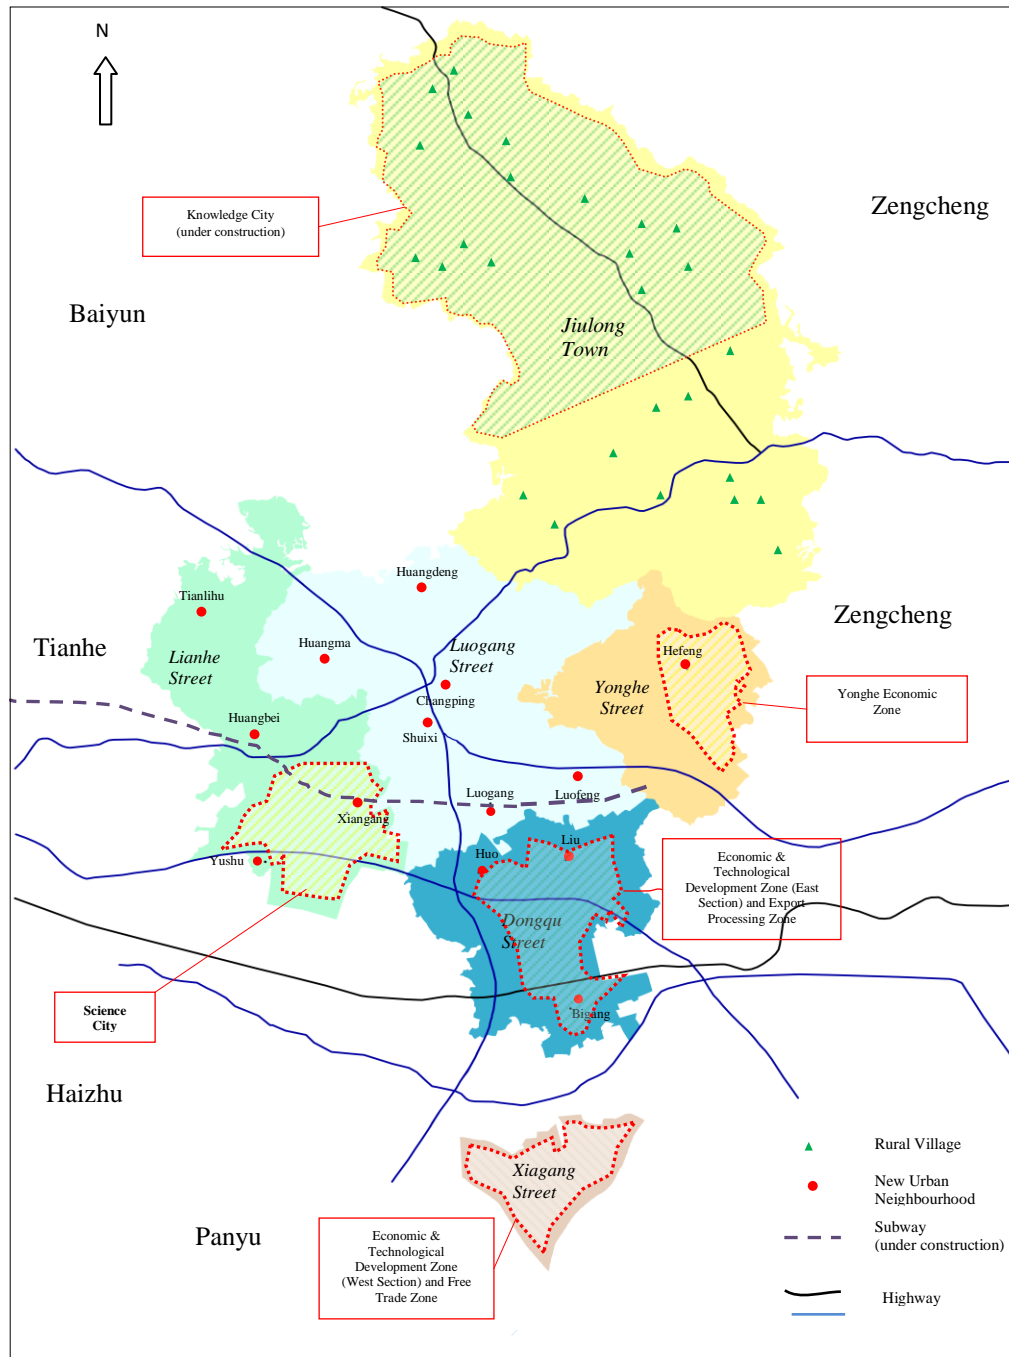 N
Zengcheng
Knowledge City
(under construction)
Baiyun
Jiulong
Town
Huangdeng
Tianlihu
Zengcheng
Tianhe
Huangma
Luogang
Street
Lianhe
Street
Hefeng
Yonghe
Street
Changping
Yonghe Economic
Zone
Huangbei
Shuixi
Luogang
Luofeng
Xiangang
Liu
Huo
Yushu
Economic &
Technological
Development Zone (East
Section) and Export
Processing Zone
Dongqu
Street
Science
City
Bigang
Haizhu
Rural Village
Xiagang
Street
New Urban
Neighbourhood
Panyu
Subway
(under construction)
Economic &
Technological
Development Zone
(West Section) and Free
Trade Zone
Highway